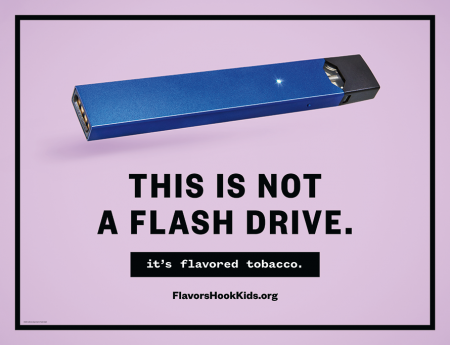 THIS IS NOT
A FLASH DRIVE.
it's flavored tobacco.
FlavorsHookKids.org